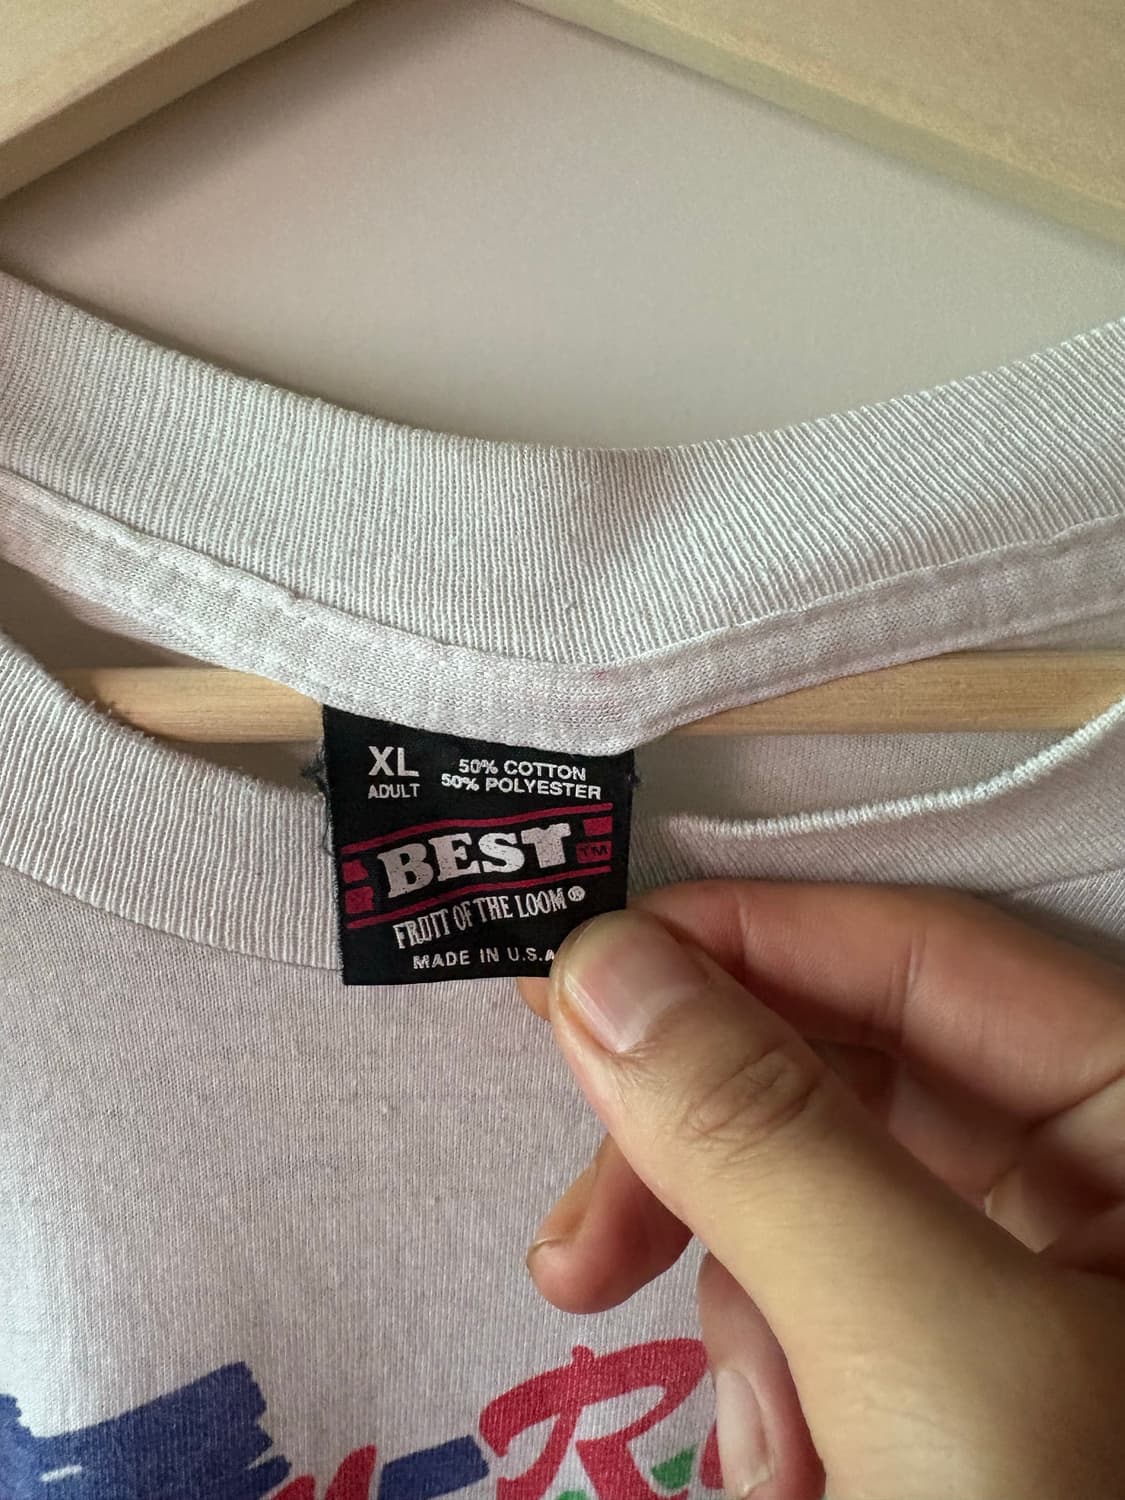 XL
ADULT
50% COTTON
50% POLYESTER
BEST TM
FRUIT OF THE LOOM®
MADE IN U.S.A
R